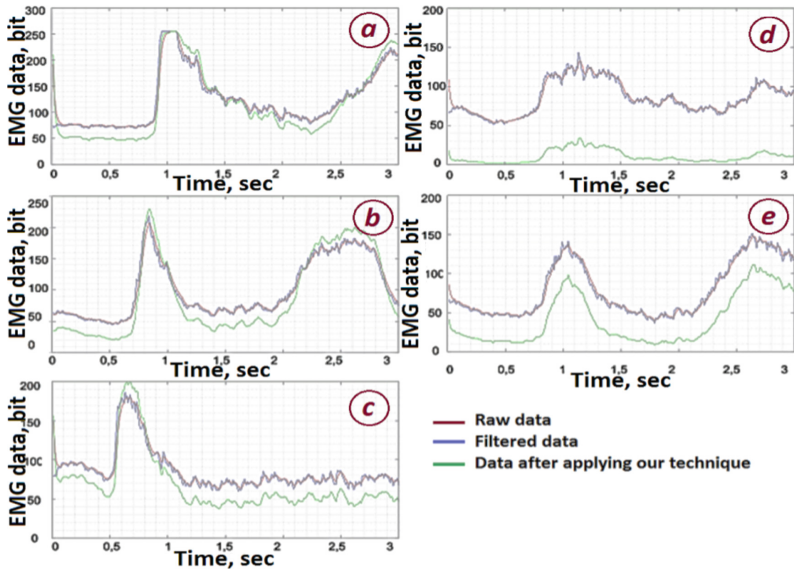 EMG data, bit
300
250
200
150
100
50
0
0 0,5 1 1,5 2 2,5 3
Time, sec
a
EMG data, bit
250
200
150
100
50
0
0 0,5 1 1,5 2 2,5 3
Time, sec
b
EMG data, bit
200
150
100
50
0
0 0,5 1 1,5 2 2,5 3
Time, sec
c
EMG data, bit
200
150
100
50
0
0 0,5 1 1,5 2 2,5 3
Time, sec
d
EMG data, bit
200
150
100
50
0
0 0,5 1 1,5 2 2,5 3
Time, sec
e
Raw data
Filtered data
Data after applying our technique